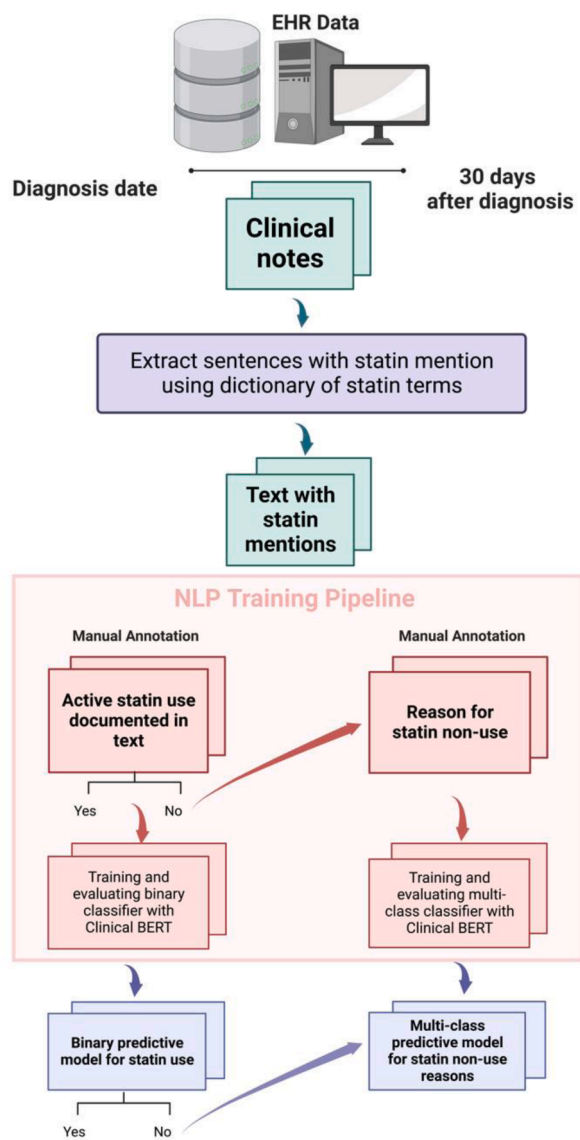 EHR Data
Diagnosis date
30 days
after diagnosis
Clinical
notes
Extract sentences with statin mention
using dictionary of statin terms
Text with
statin
mentions
NLP Training Pipeline
Manual Annotation
Active statin use
documented in
text
Yes
No
Manual Annotation
Reason for
statin non-use
Training and
evaluating binary
classifier with
Clinical BERT
Training and
evaluating multi-
class classifier with
Clinical BERT
Binary predictive
model for statin use
Yes
No
Multi-class
predictive model
for statin non-use
reasons